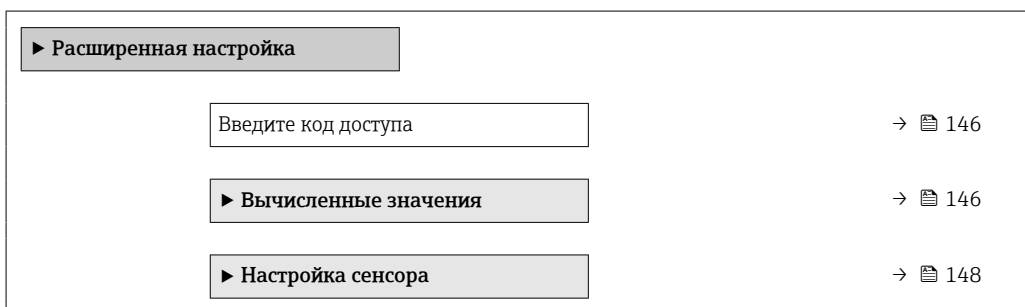 ▶ Расширенная настройка
Введите код доступа → 146
▶ Вычисленные значения → 146
▶ Настройка сенсора → 148